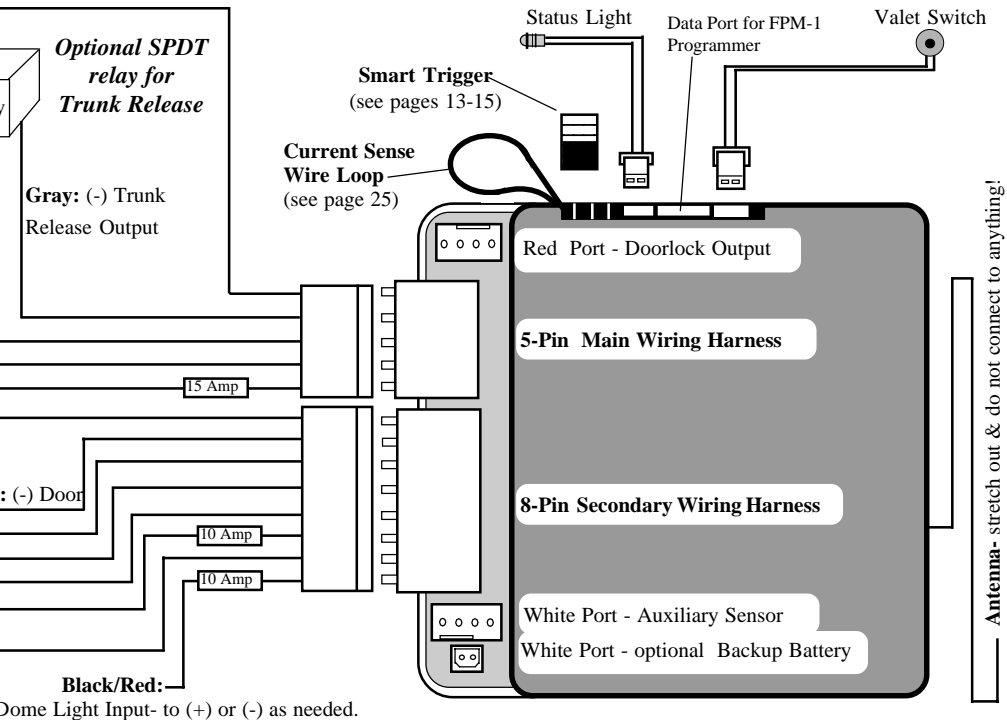 Status Light
Data Port for FPM-1
Programmer
Valet Switch
Optional SPDT
relay for
Trunk Release
y
Smart Trigger
(see pages 13-15)
Current Sense
Wire Loop
(see page 25)
Gray: (-) Trunk
Release Output
Red Port - Doorlock Output
5-Pin Main Wiring Harness
15 Amp
: (-) Door
8-Pin Secondary Wiring Harness
10 Amp
10 Amp
White Port - Auxiliary Sensor
White Port - optional Backup Battery
Black/Red:
Dome Light Input- to (+) or (-) as needed.
Antenna- stretch out & do not connect to anything!